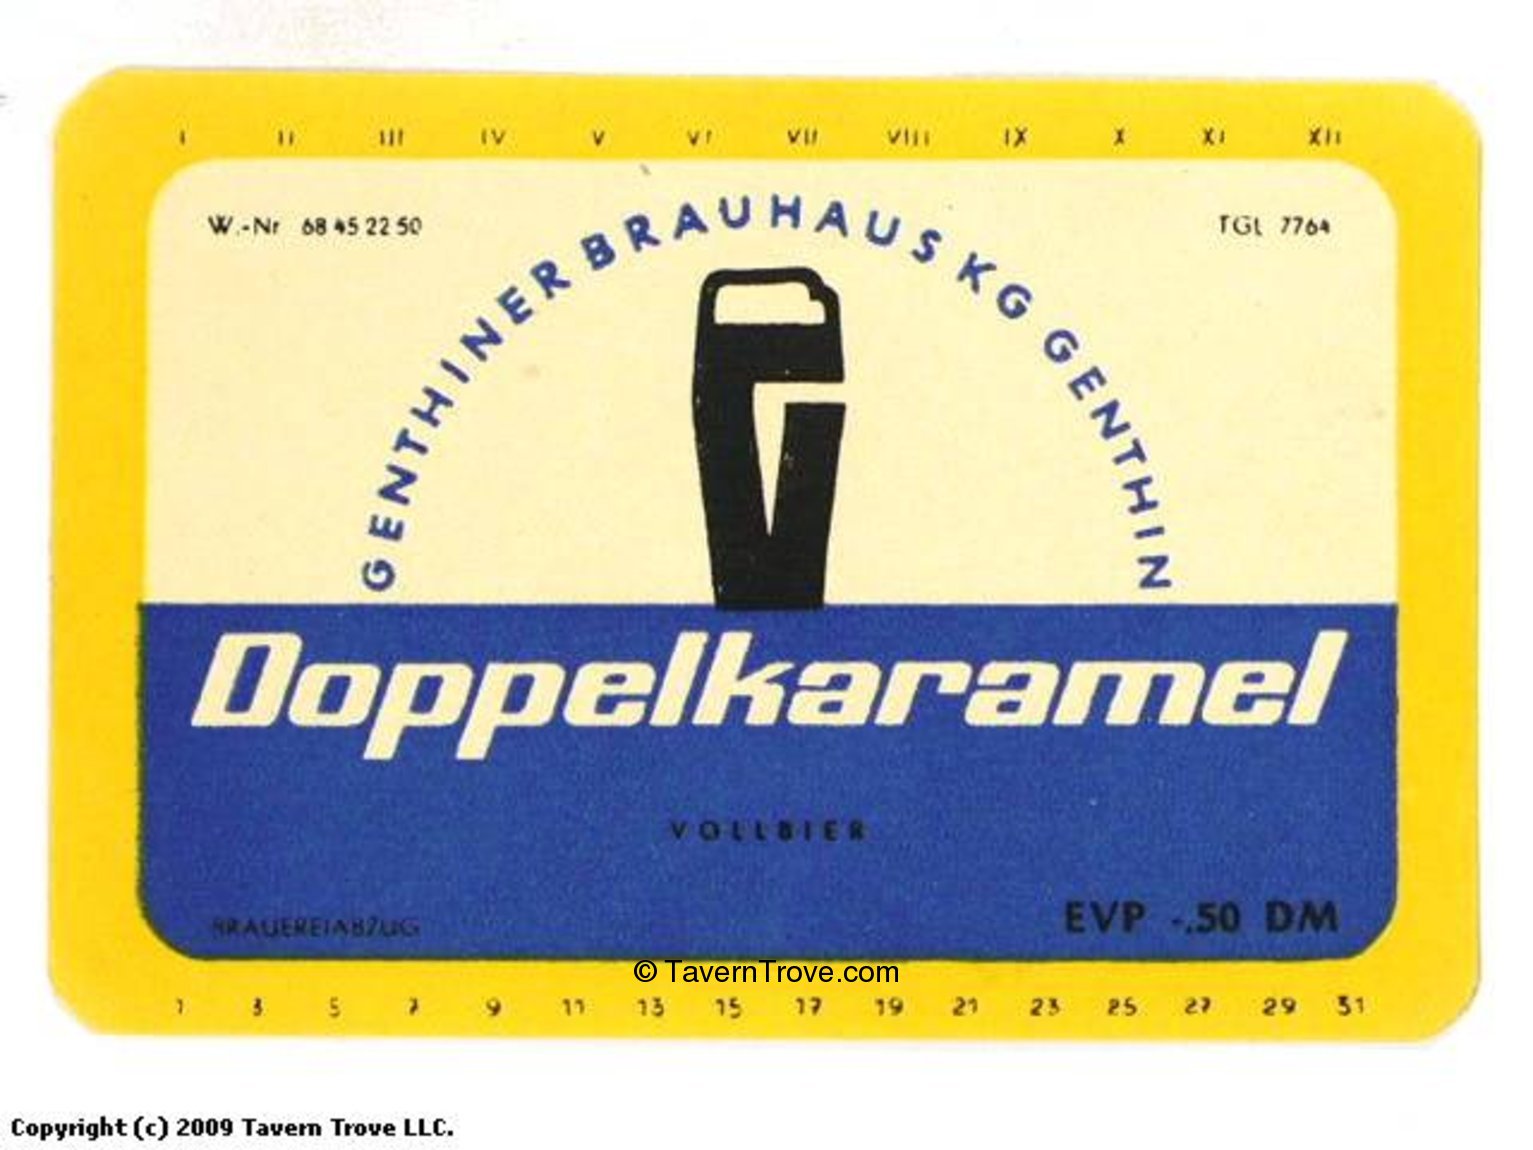 I II III IV V VI VII VIII IX X XI XII
W.-Nr 68 45 22 50
TGL 7764
GENTHINER BRAUHAUS KG GENTHIN
Doppelkaramel
VOLLBIER
BRAUEREIABZUG
EVP -.50 DM
© TavernTrove.com
1 3 5 7 9 11 13 15 17 19 21 23 25 27 29 31
Copyright (c) 2009 Tavern Trove LLC.